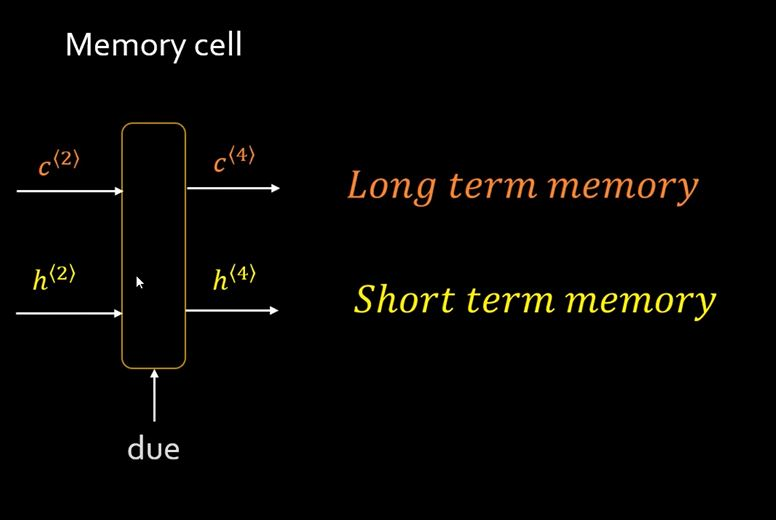 Memory cell
c⟨2⟩
c⟨4⟩
Long term memory
h⟨2⟩
h⟨4⟩
Short term memory
due